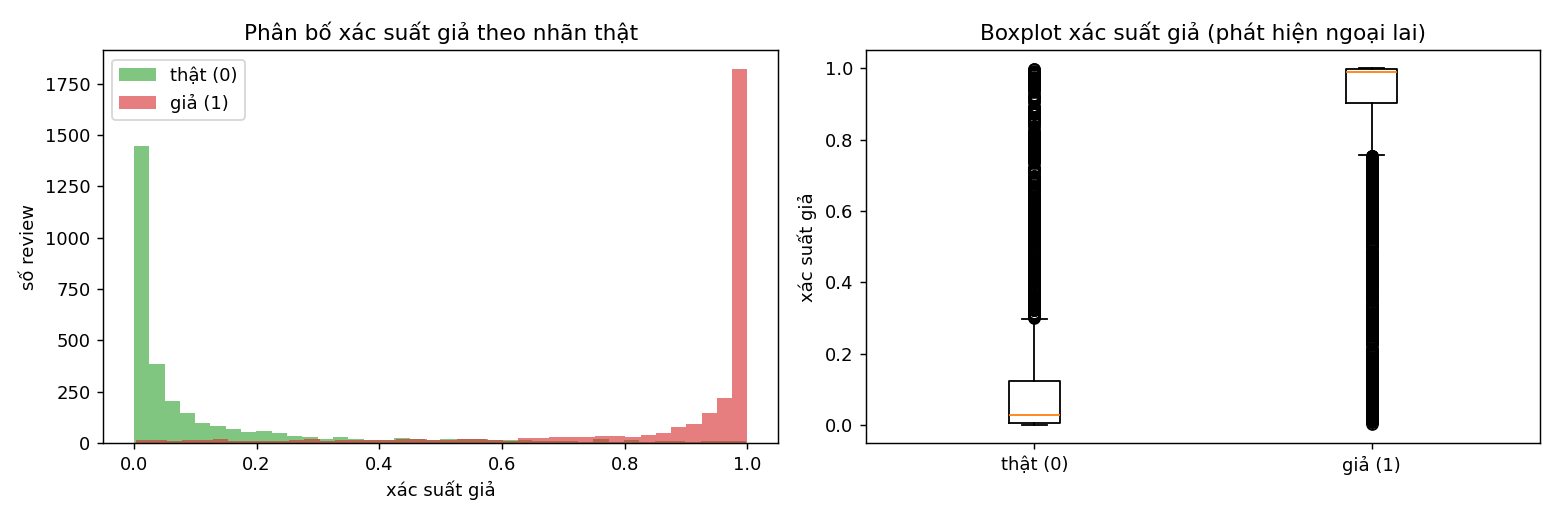 Phân bố xác suất giả theo nhãn thật
thật (0)
giả (1)
số review
1750
1500
1250
1000
750
500
250
0
0.0
0.2
0.4
0.6
0.8
1.0
xác suất giả
Boxplot xác suất giả (phát hiện ngoại lai)
xác suất giả
1.0
0.8
0.6
0.4
0.2
0.0
thật (0)
giả (1)